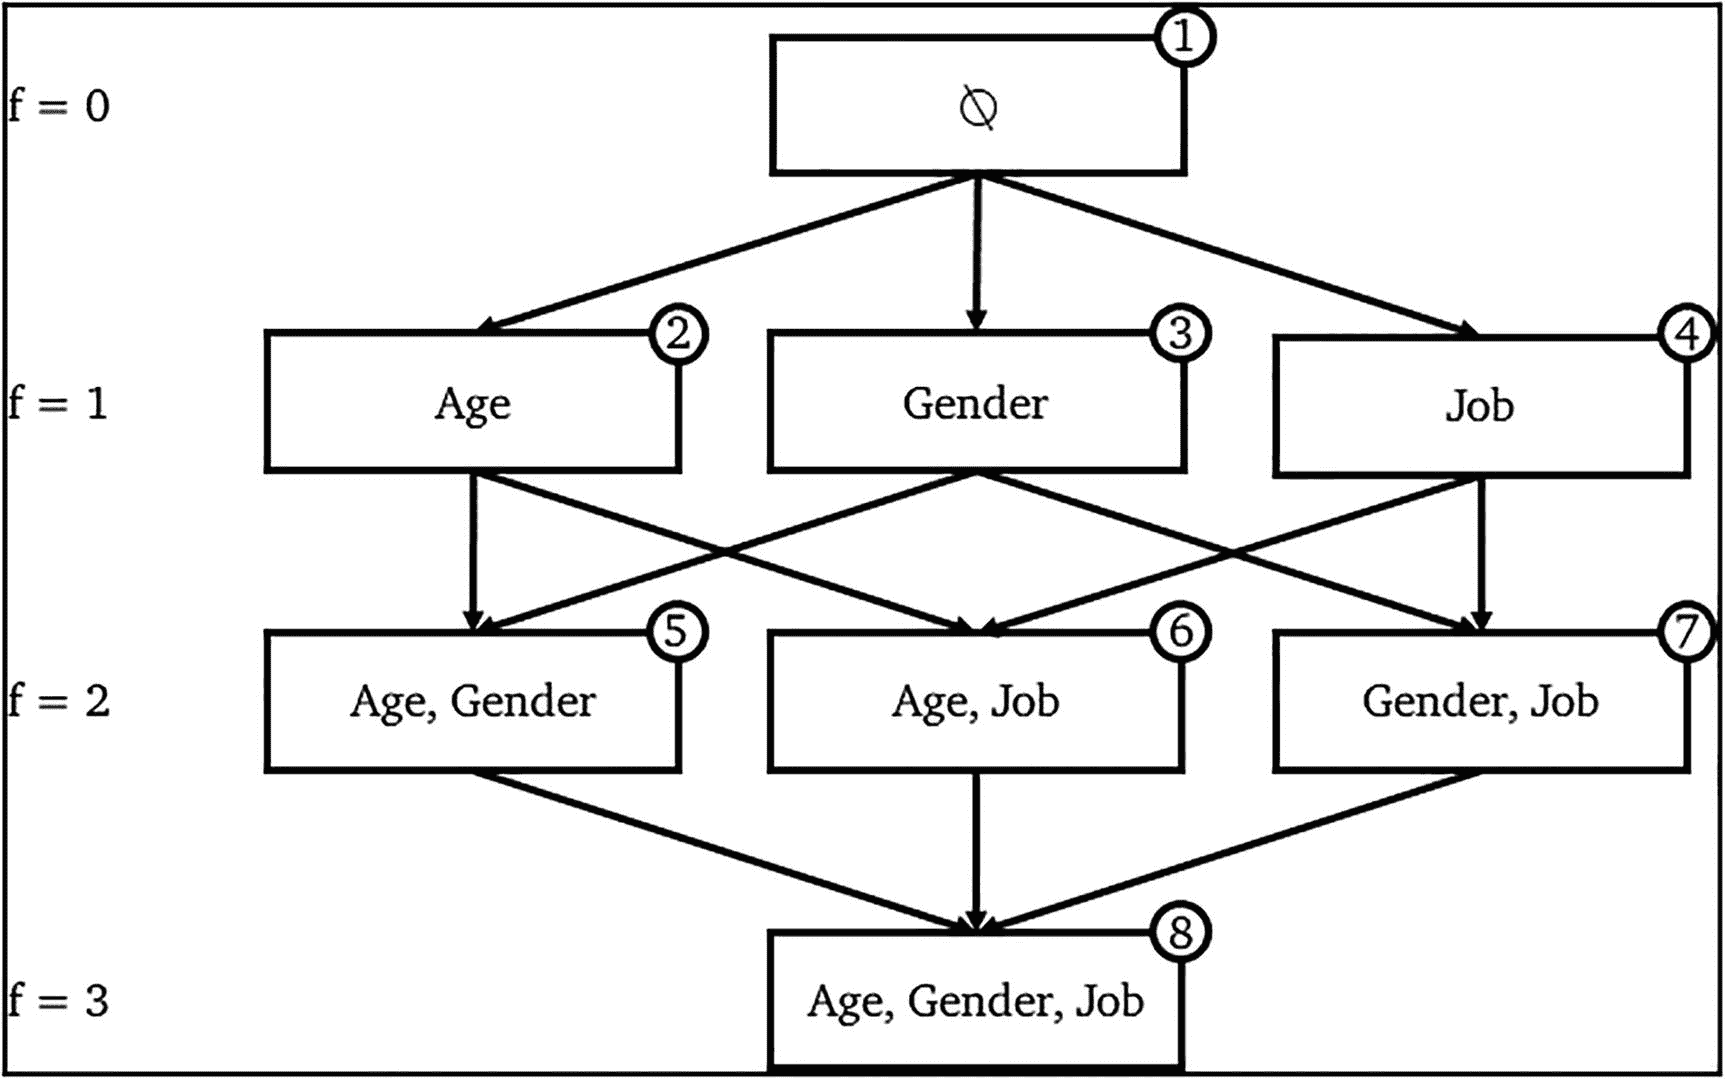 1
f = 0
∅
2
3
4
f = 1
Age
Gender
Job
5
6
7
f = 2
Age, Gender
Age, Job
Gender, Job
8
f = 3
Age, Gender, Job